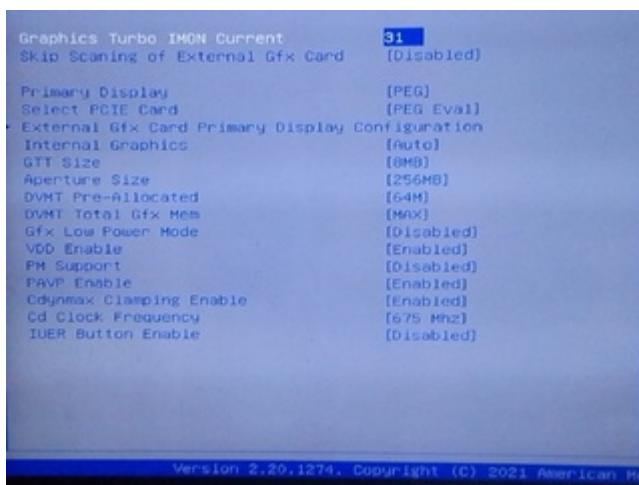 Graphics Turbo IMON Current 31
Skip Scaning of External Gfx Card [Disabled]
Primary Display [PEG]
Select PCIE Card [PEG Eval]
External Gfx Card Primary Display Configuration
Internal Graphics [Auto]
GTT Size [8MB]
Aperture Size [256MB]
DVMT Pre-Allocated [64M]
DVMT Total Gfx Mem [MAX]
Gfx Low Power Mode [Disabled]
VDD Enable [Enabled]
PM Support [Disabled]
PAVP Enable [Enabled]
Cdynmax Clamping Enable [Enabled]
Cd Clock Frequency [675 Mhz]
IUER Button Enable [Disabled]
Version 2.20.1274. Copyright (C) 2021 American